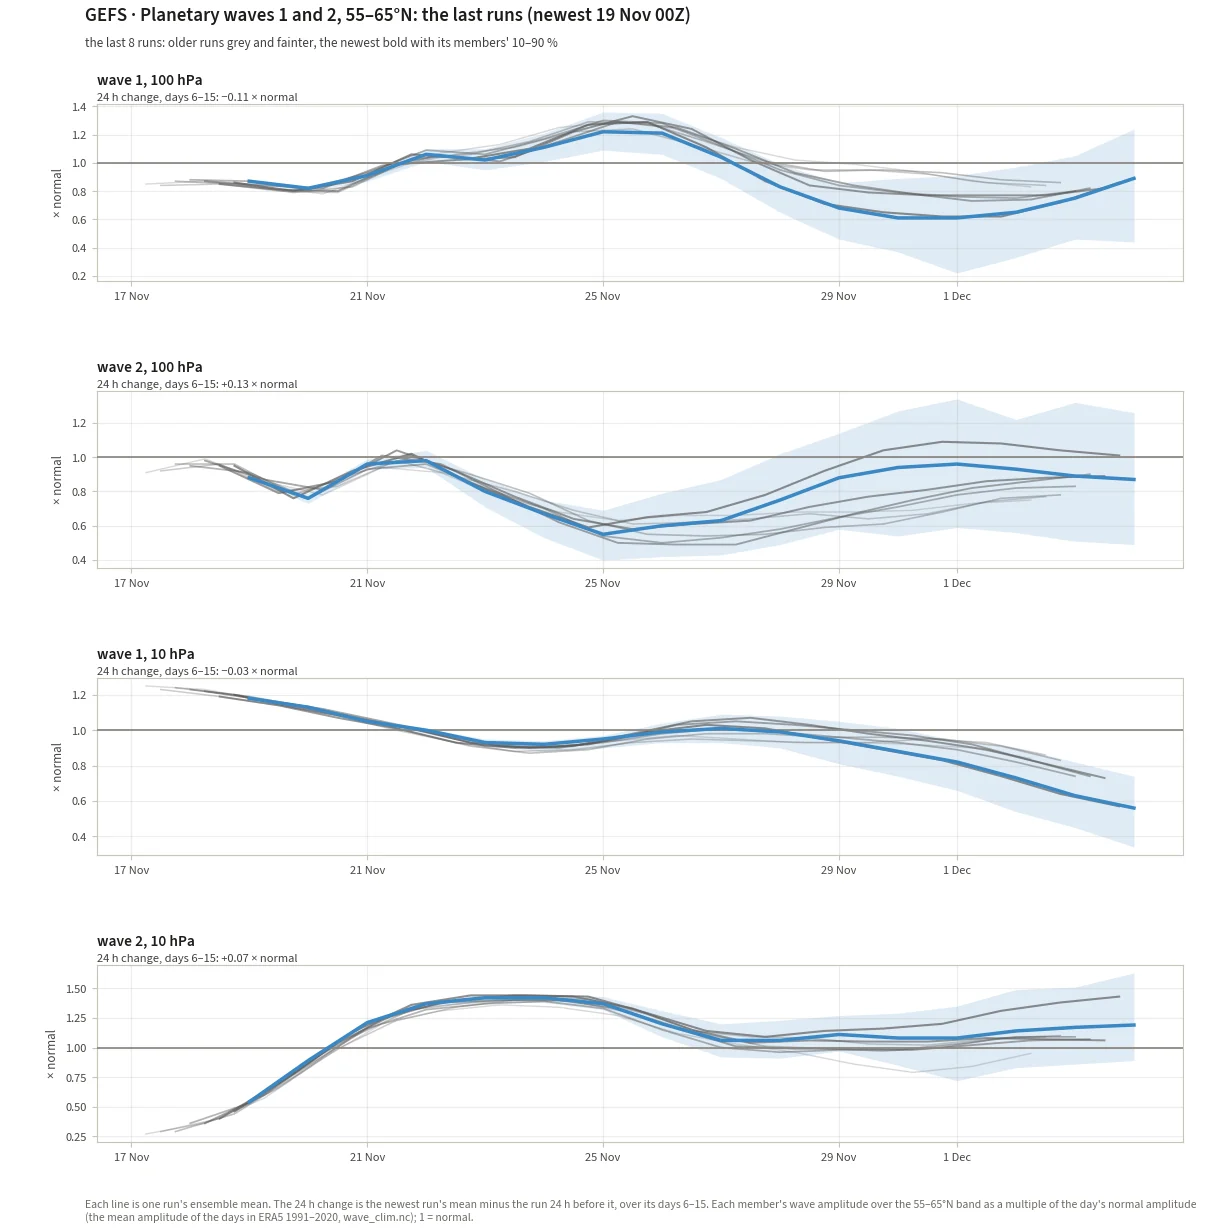 GEFS · Planetary waves 1 and 2, 55–65°N: the last runs (newest 19 Nov 00Z)
the last 8 runs: older runs grey and fainter, the newest bold with its members' 10–90 %
wave 1, 100 hPa
24 h change, days 6–15: −0.11 × normal
1.4
1.2
1.0
0.8
0.6
0.4
0.2
× normal
17 Nov
21 Nov
25 Nov
29 Nov
1 Dec
wave 2, 100 hPa
24 h change, days 6–15: +0.13 × normal
1.2
1.0
0.8
0.6
0.4
× normal
17 Nov
21 Nov
25 Nov
29 Nov
1 Dec
wave 1, 10 hPa
24 h change, days 6–15: −0.03 × normal
1.2
1.0
0.8
0.6
0.4
× normal
17 Nov
21 Nov
25 Nov
29 Nov
1 Dec
wave 2, 10 hPa
24 h change, days 6–15: +0.07 × normal
1.50
1.25
1.00
0.75
0.50
0.25
× normal
17 Nov
21 Nov
25 Nov
29 Nov
1 Dec
Each line is one run's ensemble mean. The 24 h change is the newest run's mean minus the run 24 h before it, over its days 6–15. Each member's wave amplitude over the 55–65°N band as a multiple of the day's normal amplitude
(the mean amplitude of the days in ERA5 1991–2020, wave_clim.nc); 1 = normal.